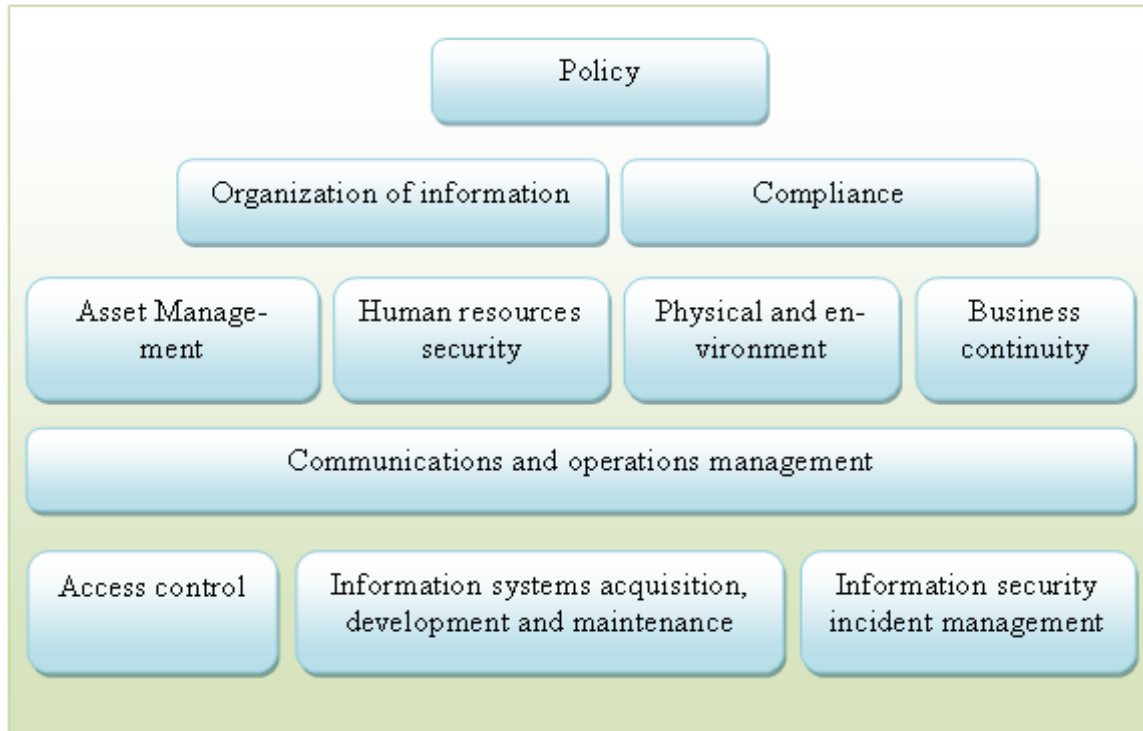 Policy
Organization of information
Compliance
Asset Manage-
ment
Human resources
security
Physical and en-
vironment
Business
continuity
Communications and operations management
Access control
Information systems acquisition,
development and maintenance
Information security
incident management